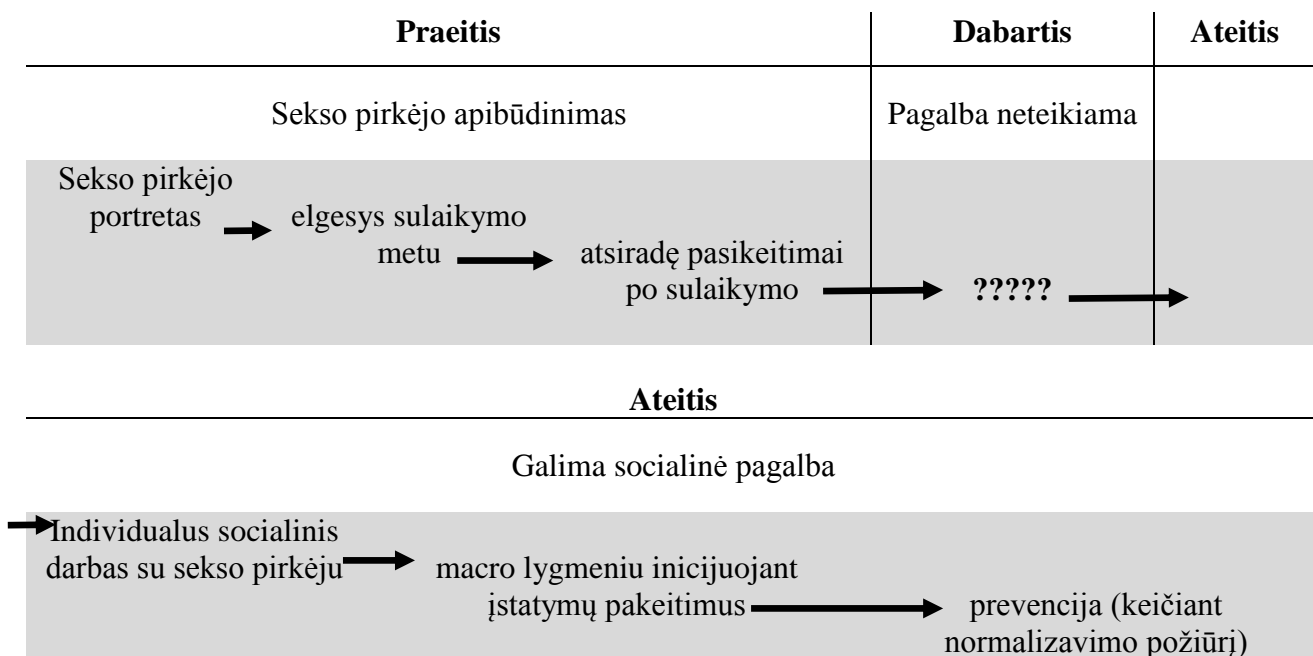 Praeitis Dabartis Ateitis
Sekso pirkėjo apibūdinimas Pagalba neteikiama
Sekso pirkėjo
portretas elgesys sulaikymo
metu atsiradę pasikeitimai
po sulaikymo ?????
Ateitis
Galima socialinė pagalba
Individualus socialinis
darbas su sekso pirkėju macro lygmeniu inicijuojant
įstatymų pakeitimus prevencija (keičiant
normalizavimo požiūrį)